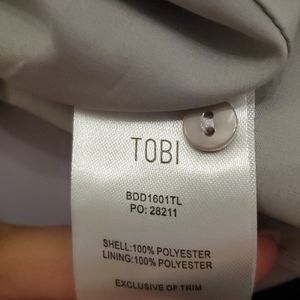 TOBI
BDD1601TL
PO: 28211
SHELL:100% POLYESTER
LINING:100% POLYESTER
EXCLUSIVE OF TRIM